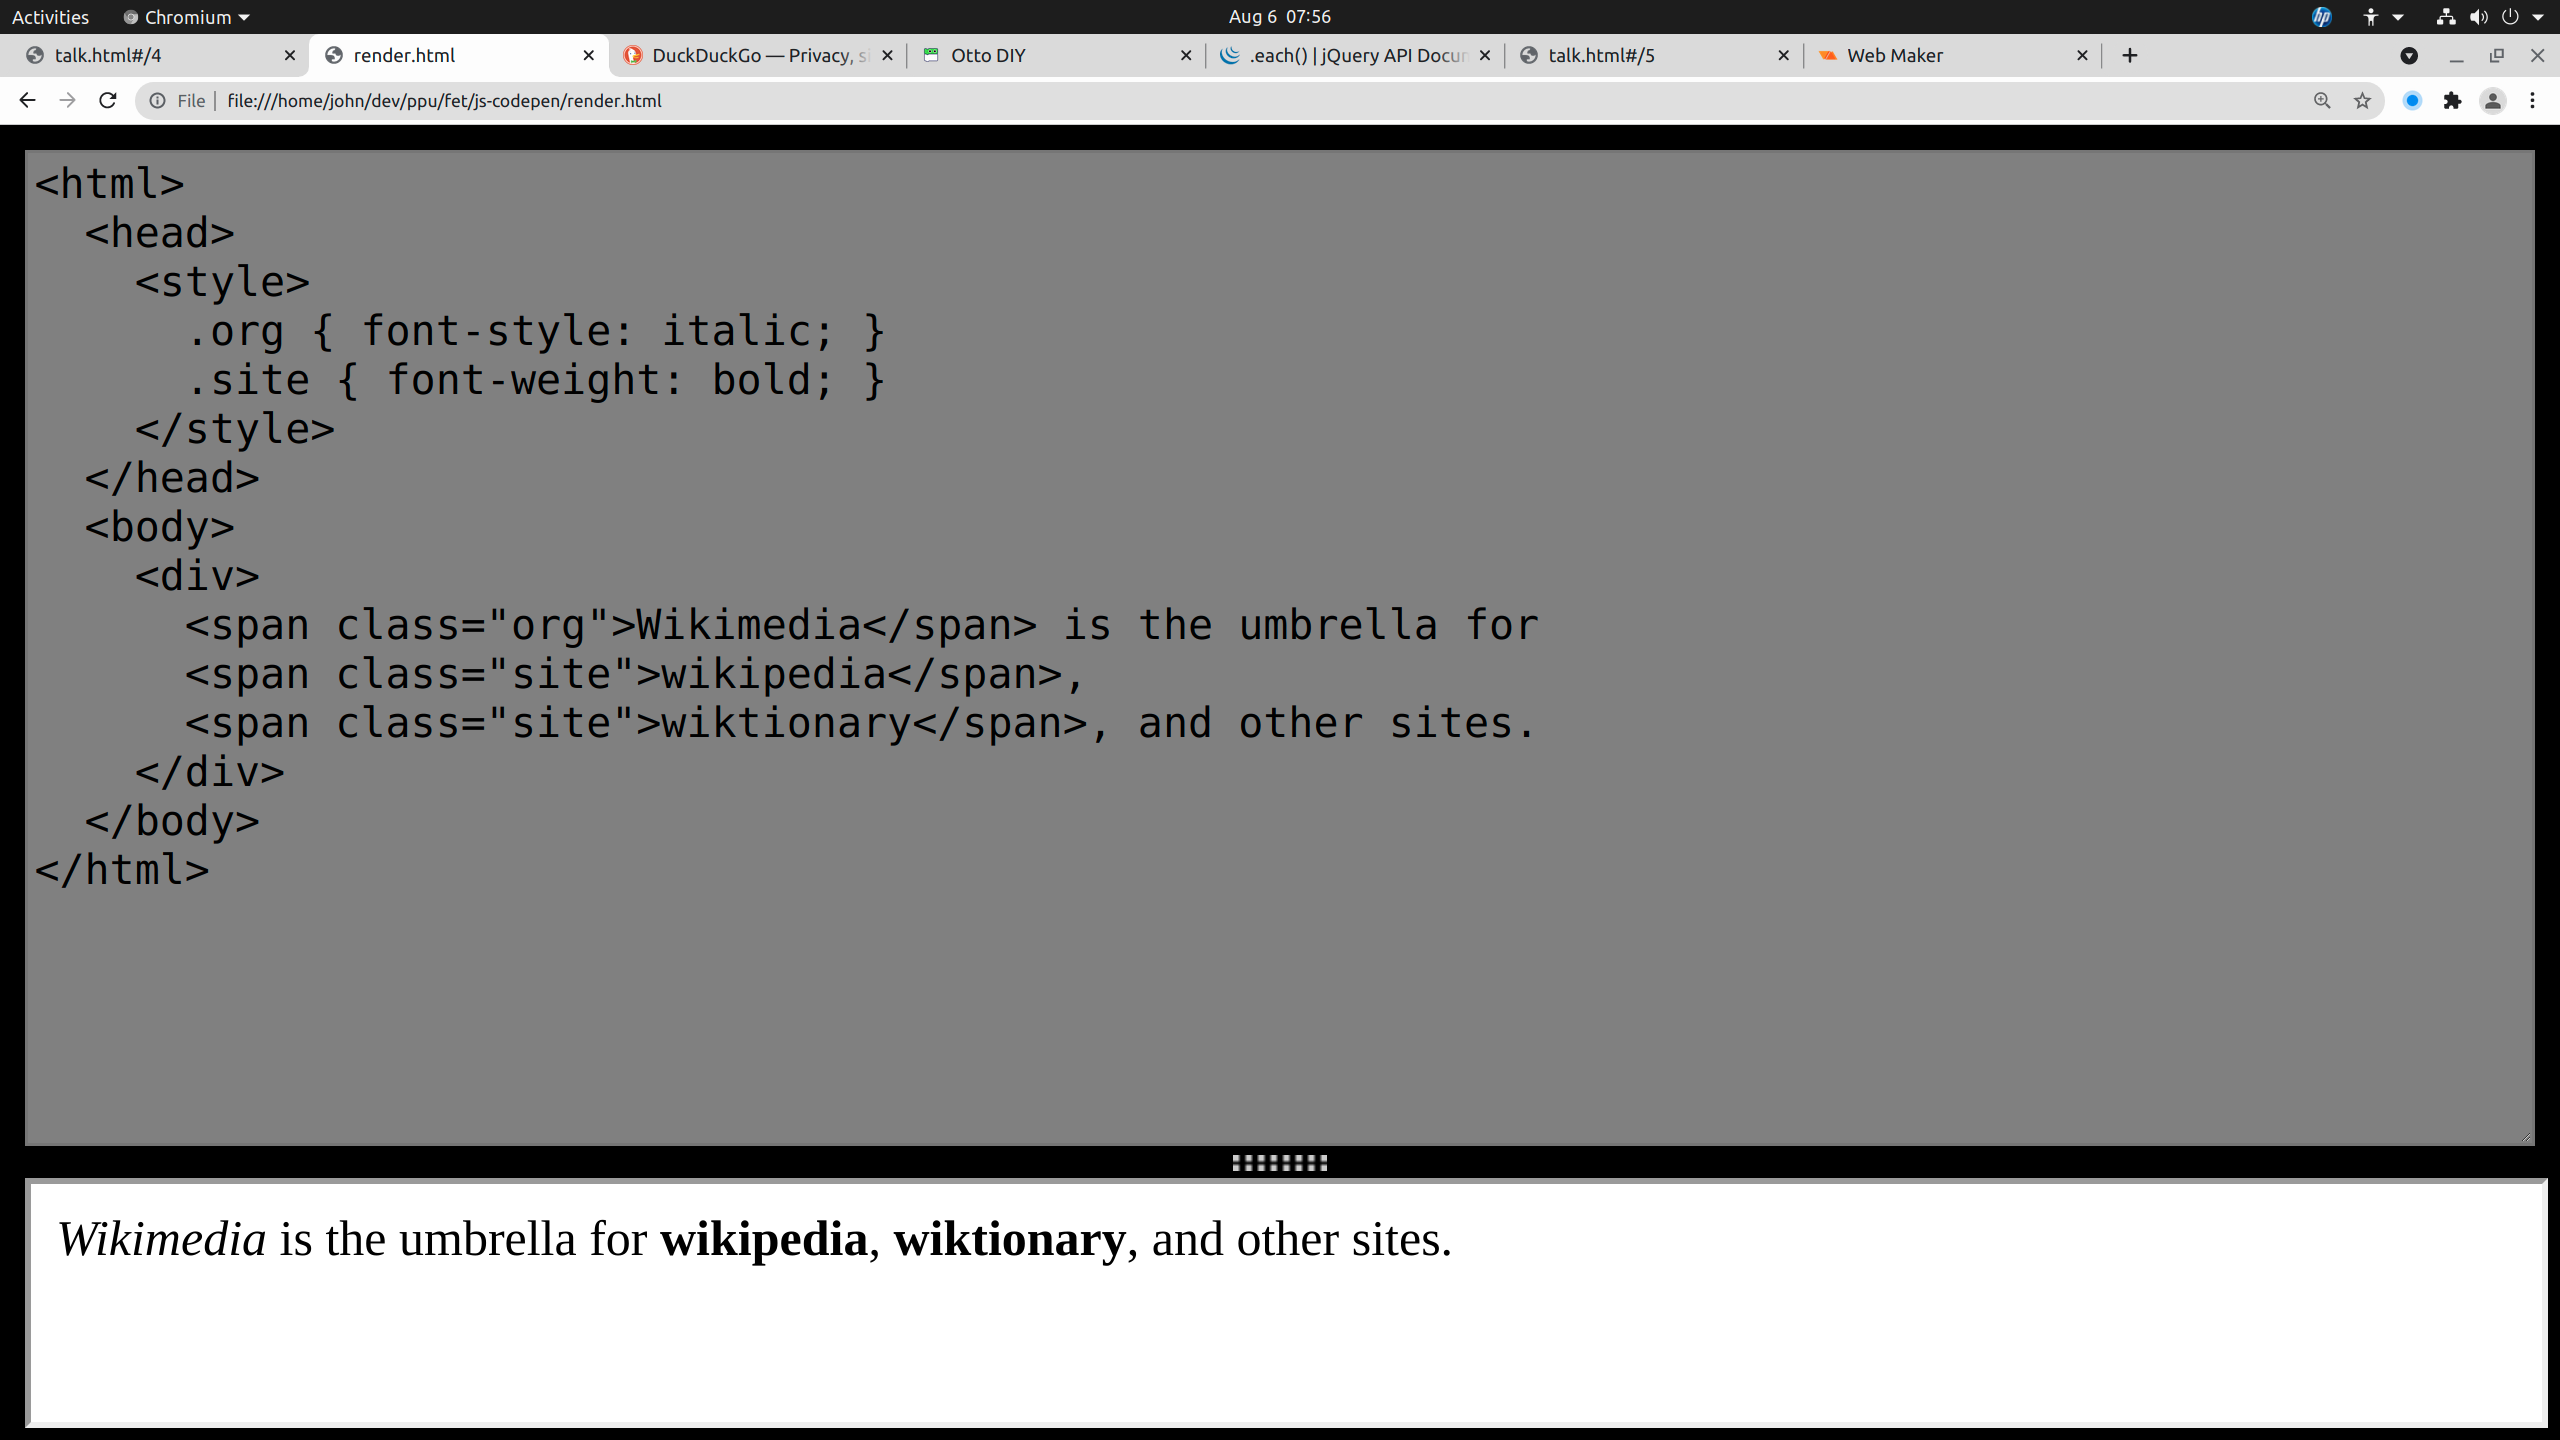 Activities Chromium Aug 6 07:56
talk.html#/4 render.html DuckDuckGo — Privacy, si Otto DIY .each() | jQuery API Docum talk.html#/5 Web Maker
File file:///home/john/dev/ppu/fet/js-codepen/render.html
<html>
  <head>
    <style>
      .org { font-style: italic; }
      .site { font-weight: bold; }
    </style>
  </head>
  <body>
    <div>
      <span class="org">Wikimedia</span> is the umbrella for
      <span class="site">wikipedia</span>,
      <span class="site">wiktionary</span>, and other sites.
    </div>
  </body>
</html>
Wikimedia is the umbrella for wikipedia, wiktionary, and other sites.